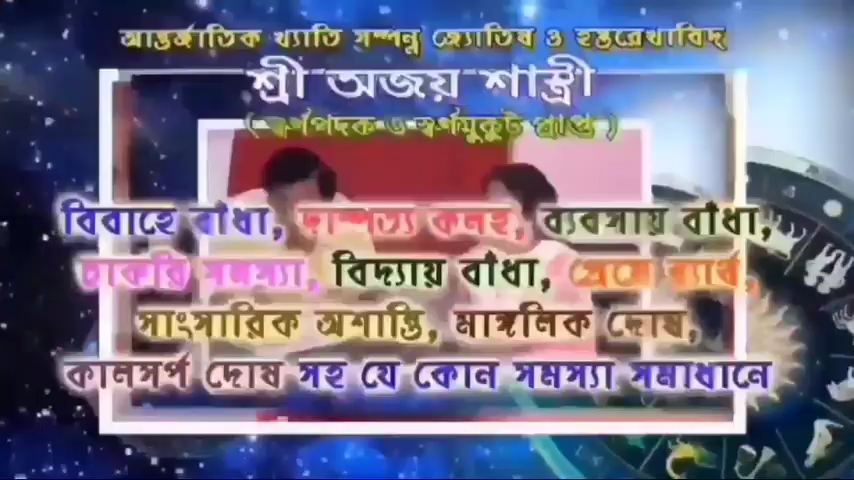 আন্তর্জাতিক খ্যাতি সম্পন্ন জ্যোতিষ ও হস্তরেখাবিদ
শ্রী অজয় শাস্ত্রী
( স্বর্ণপদক ও স্বর্ণমুকুট প্রাপ্ত )
বিবাহে বাঁধা, দাম্পত্য কলহ, ব্যবসায় বাঁধা,
চাকরি সমস্যা, বিদ্যায় বাঁধা, প্রেমে ব্যার্থ,
সাংসারিক অশান্তি, মাঙ্গলিক দোষ,
কালসর্প দোষ সহ যে কোন সমস্যা সমাধানে